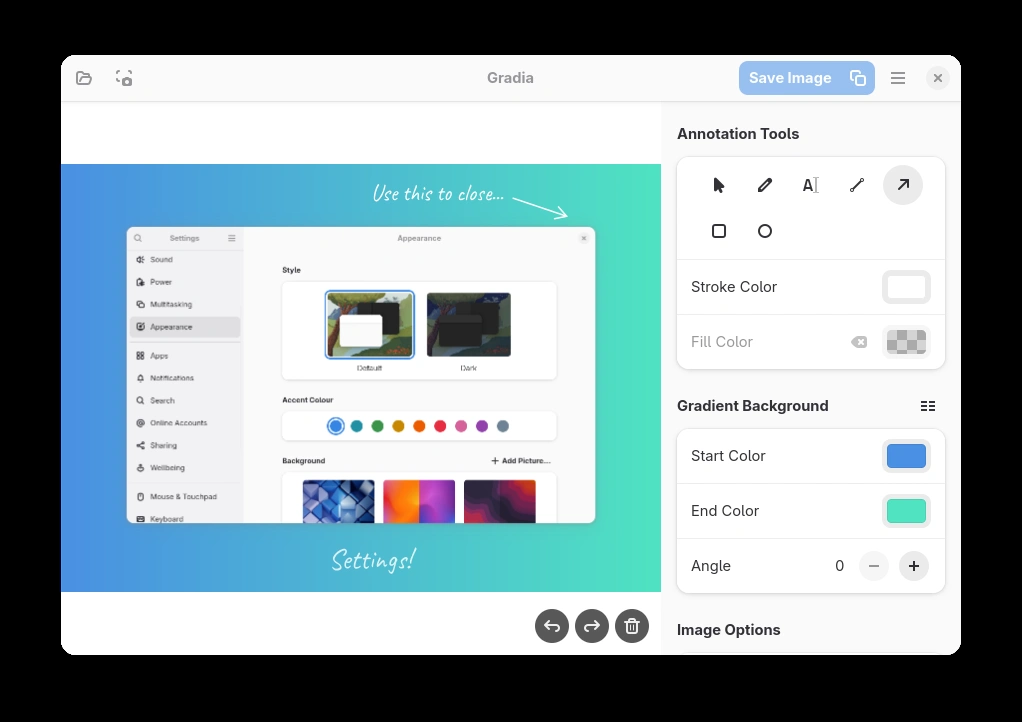 Gradia
Save Image
Use this to close...
Settings
Appearance
Sound
Power
Multitasking
Appearance
Apps
Notifications
Search
Online Accounts
Sharing
Wellbeing
Mouse & Touchpad
Keyboard
Style
Default
Dark
Accent Colour
Background
Add Picture...
Settings!
Annotation Tools
A
Stroke Color
Fill Color
Gradient Background
Start Color
End Color
Angle
0
Image Options